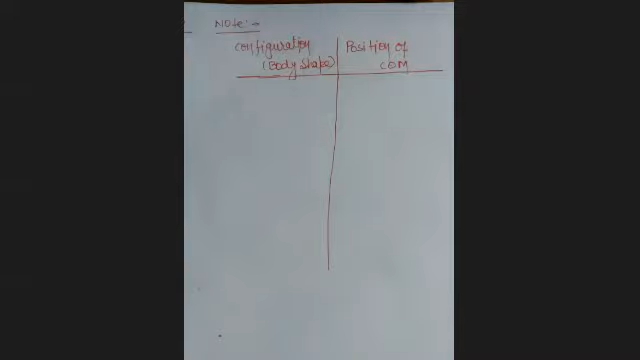 Note:-
Configuration
(Body Shape)
Position of
COM